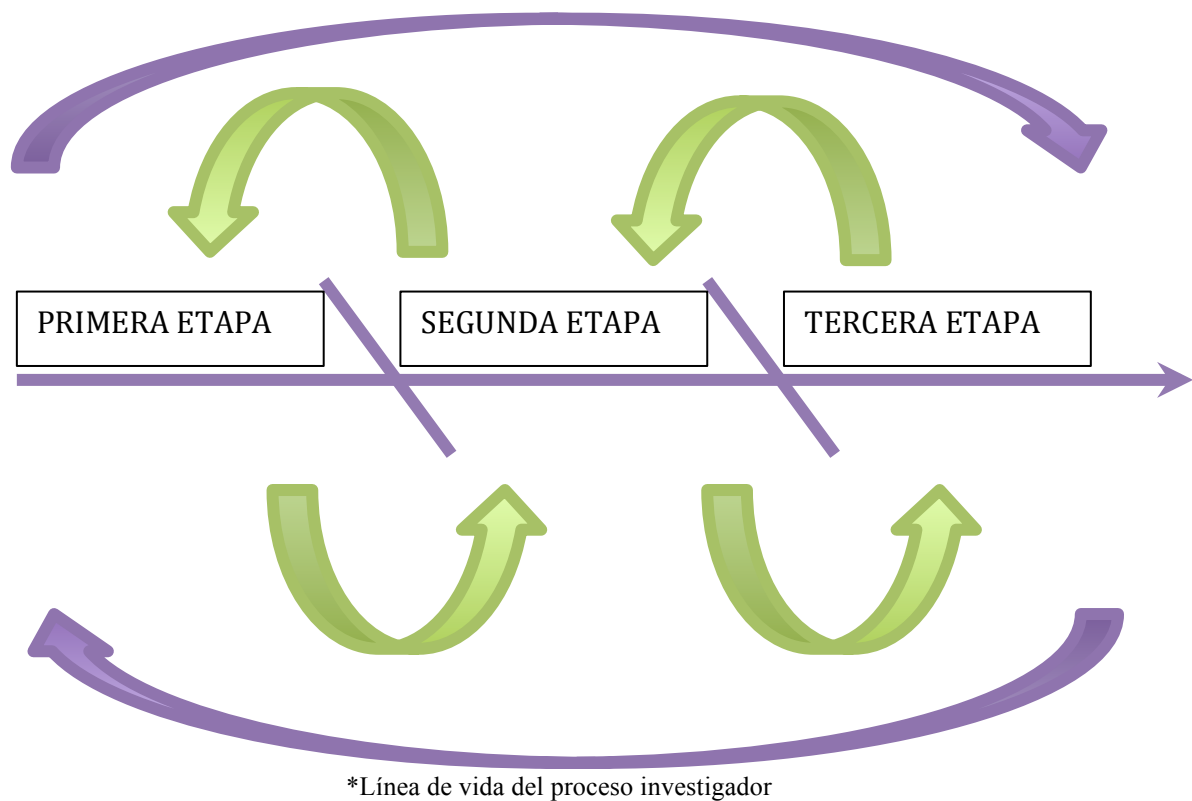 PRIMERA ETAPA
SEGUNDA ETAPA
TERCERA ETAPA
*Línea de vida del proceso investigador